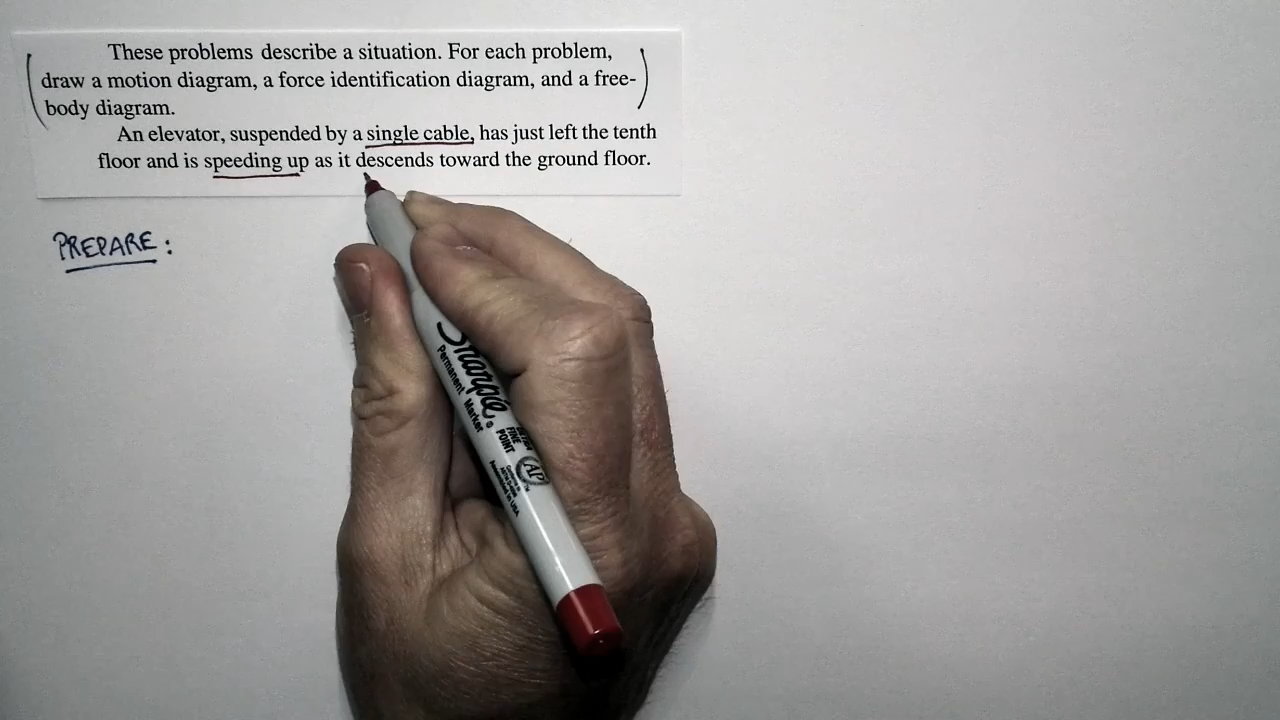 These problems describe a situation. For each problem,
draw a motion diagram, a force identification diagram, and a free-
body diagram.
An elevator, suspended by a single cable, has just left the tenth
floor and is speeding up as it descends toward the ground floor.
PREPARE:
Sharpie
Permanent Marker
FINE
POINT
AP